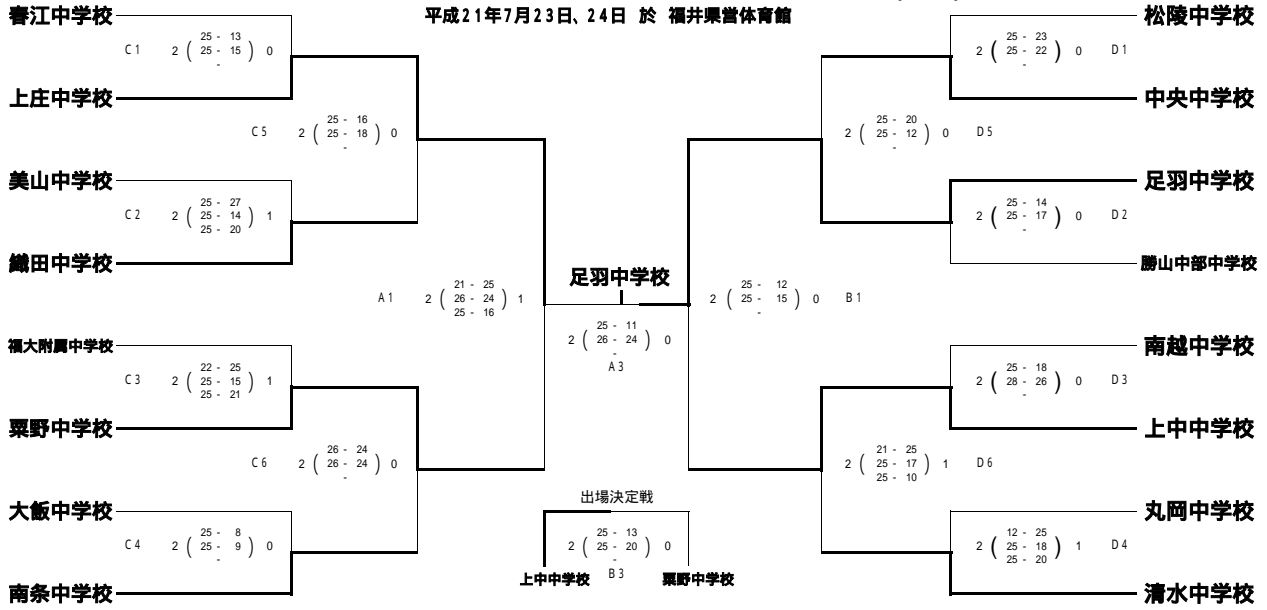 平成21年7月23日、24日 於 福井県営体育館
春江中学校
C1 2 ( 25 - 13 25 - 15 - ) 0
上庄中学校
C5 2 ( 25 - 16 25 - 18 - ) 0
美山中学校
C2 2 ( 25 - 27 25 - 14 25 - 20 ) 1
織田中学校
A1 2 ( 21 - 25 26 - 24 25 - 16 ) 1
福大附属中学校
C3 2 ( 22 - 25 25 - 15 25 - 21 ) 1
粟野中学校
C6 2 ( 26 - 24 26 - 24 - ) 0
大飯中学校
C4 2 ( 25 - 8 25 - 9 - ) 0
南条中学校
足羽中学校
2 ( 25 - 11 26 - 24 - ) 0
A3
出場決定戦
2 ( 25 - 13 25 - 20 - ) 0
B3
上中中学校 粟野中学校
松陵中学校
2 ( 25 - 23 25 - 22 - ) 0 D1
中央中学校
2 ( 25 - 20 25 - 12 - ) 0 D5
足羽中学校
2 ( 25 - 14 25 - 17 - ) 0 D2
勝山中部中学校
2 ( 25 - 12 25 - 15 - ) 0 B1
南越中学校
2 ( 25 - 18 28 - 26 - ) 0 D3
上中中学校
2 ( 21 - 25 25 - 17 25 - 10 ) 1 D6
丸岡中学校
2 ( 12 - 25 25 - 18 25 - 20 ) 1 D4
清水中学校